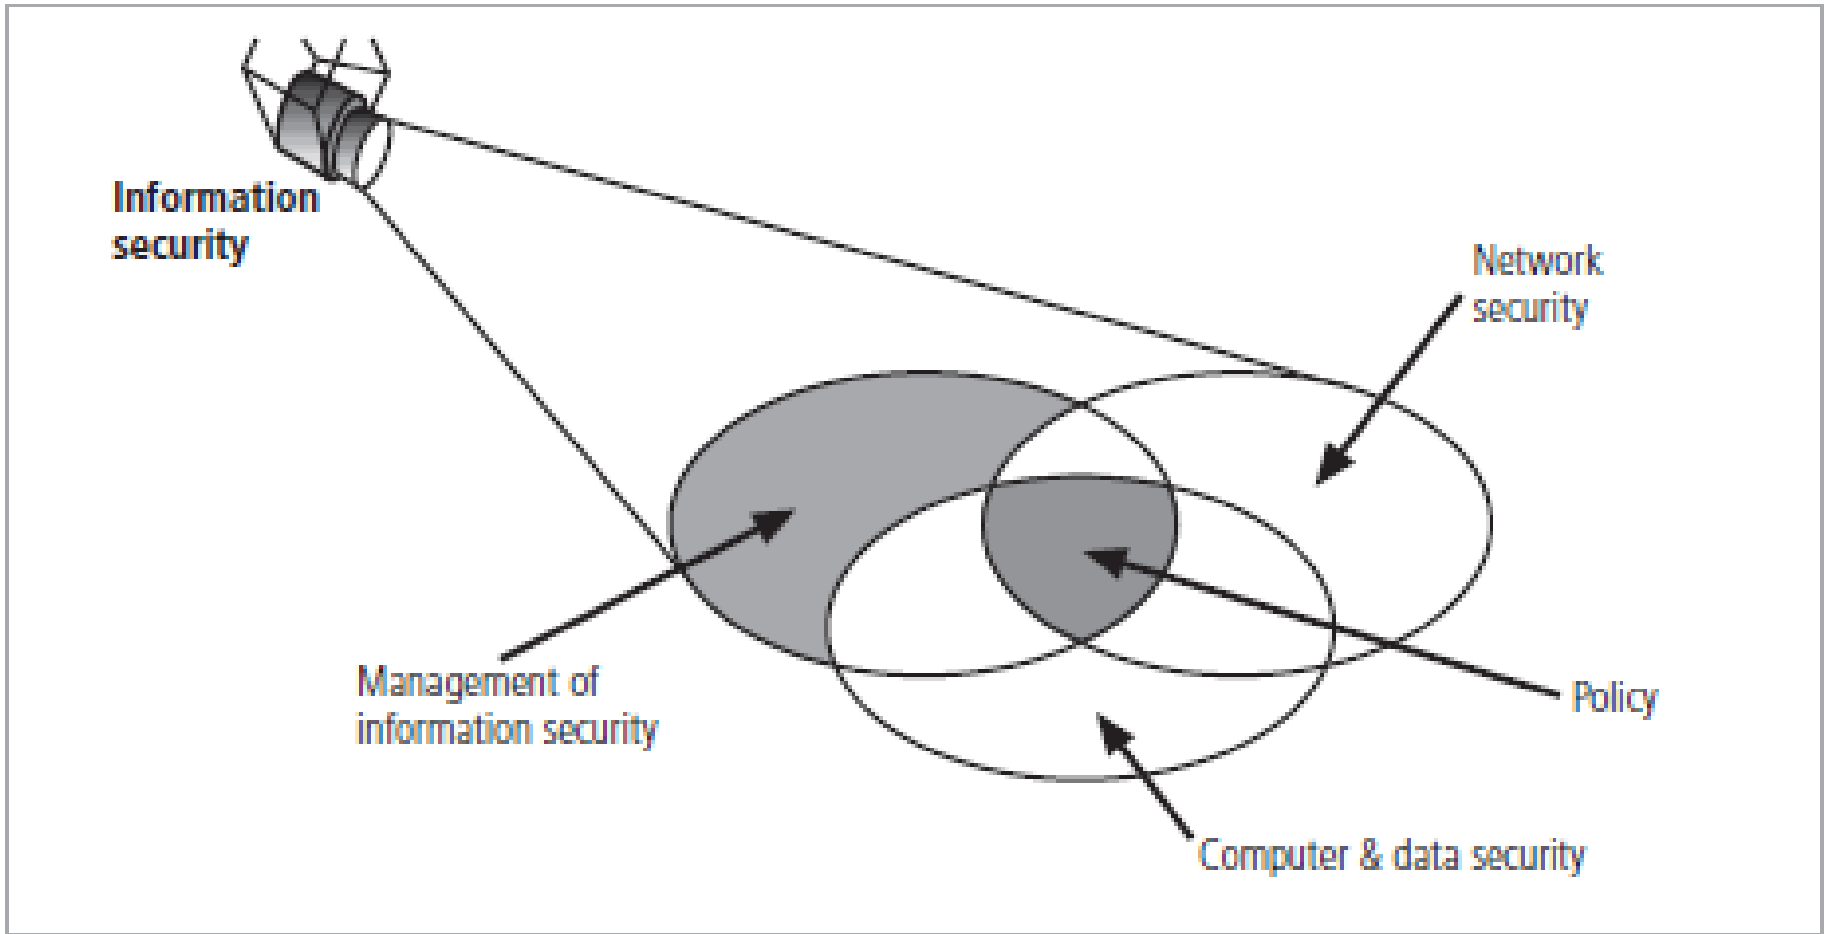 Information
security
Network
security
Management of
information security
Policy
Computer & data security